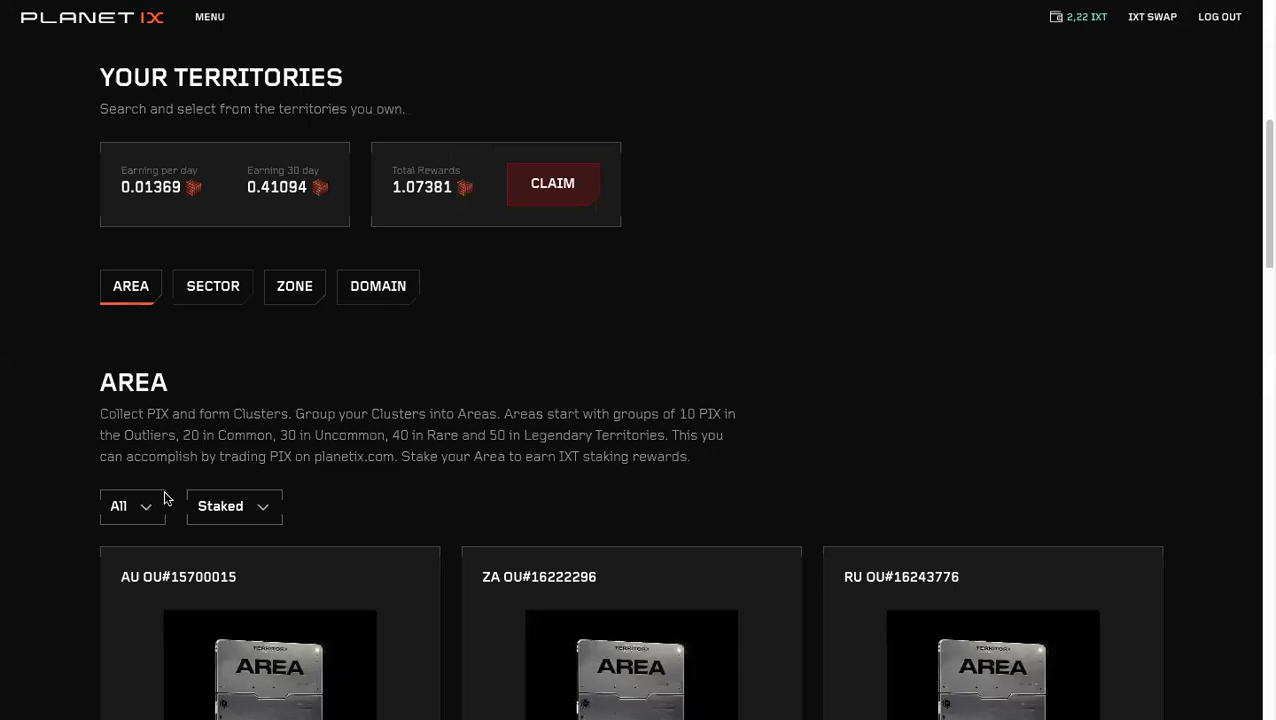 PLANET IX
MENU
2,22 IXT
IXT SWAP
LOG OUT
YOUR TERRITORIES
Search and select from the territories you own.
Earning per day
Earning 30 day
0.01369
0.41094
Total Rewards
1.07381
CLAIM
AREA
SECTOR
ZONE
DOMAIN
AREA
Collect PIX and form Clusters. Group your Clusters into Areas. Areas start with groups of 10 PIX in
the Outliers, 20 in Common, 30 in Uncommon, 40 in Rare and 50 in Legendary Territories. This you
can accomplish by trading PIX on planetix.com. Stake your Area to earn IXT staking rewards.
All
Staked
AU OU#15700015
ZA OU#16222296
RU OU#16243776
TERRITORY
AREA
TERRITORY
AREA
TERRITORY
AREA